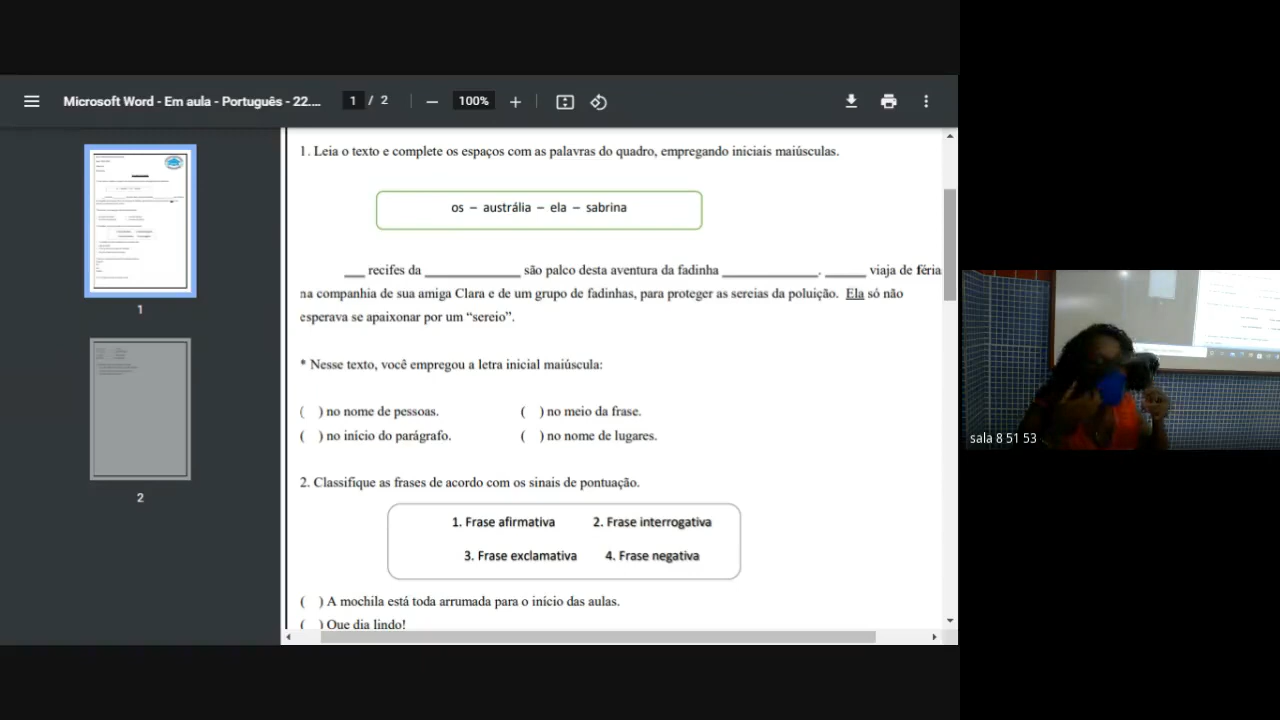 Microsoft Word - Em aula - Português - 22....
1 / 2
100%
1. Leia o texto e complete os espaços com as palavras do quadro, empregando iniciais maiúsculas.
os – austrália – ela – sabrina
___ recifes da ______________ são palco desta aventura da fadinha ______________. ______ viaja de féria
na companhia de sua amiga Clara e de um grupo de fadinhas, para proteger as sereias da poluição. Ela só não
esperava se apaixonar por um “sereio”.
* Nesse texto, você empregou a letra inicial maiúscula:
( ) no nome de pessoas. ( ) no meio da frase.
( ) no início do parágrafo. ( ) no nome de lugares.
2. Classifique as frases de acordo com os sinais de pontuação.
1. Frase afirmativa 2. Frase interrogativa
3. Frase exclamativa 4. Frase negativa
( ) A mochila está toda arrumada para o início das aulas.
( ) Que dia lindo!
1
2
sala 8 51 53